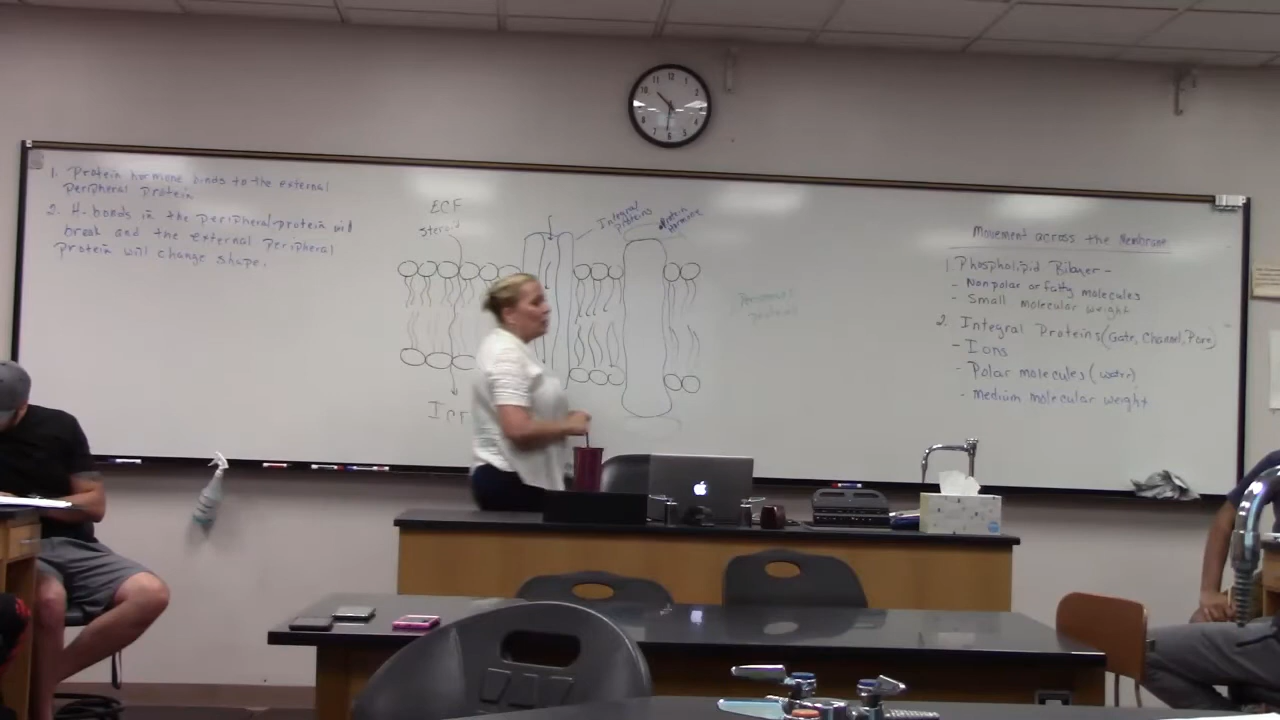 1. Protein hormone binds to the external
Peripheral Protein
2. H-bonds in the peripheral protein will
break and the external Peripheral
Protein will change shape.
ECF
steroid
Integral
Proteins
Protein
Hormone
Movement across the Membrane
1. Phospholipid Bilayer -
- Nonpolar or fatty molecules
- Small molecular weight
2. Integral Proteins (Gate, Channel, Pore)
- Ions
- Polar molecules (water)
- Medium molecular weight